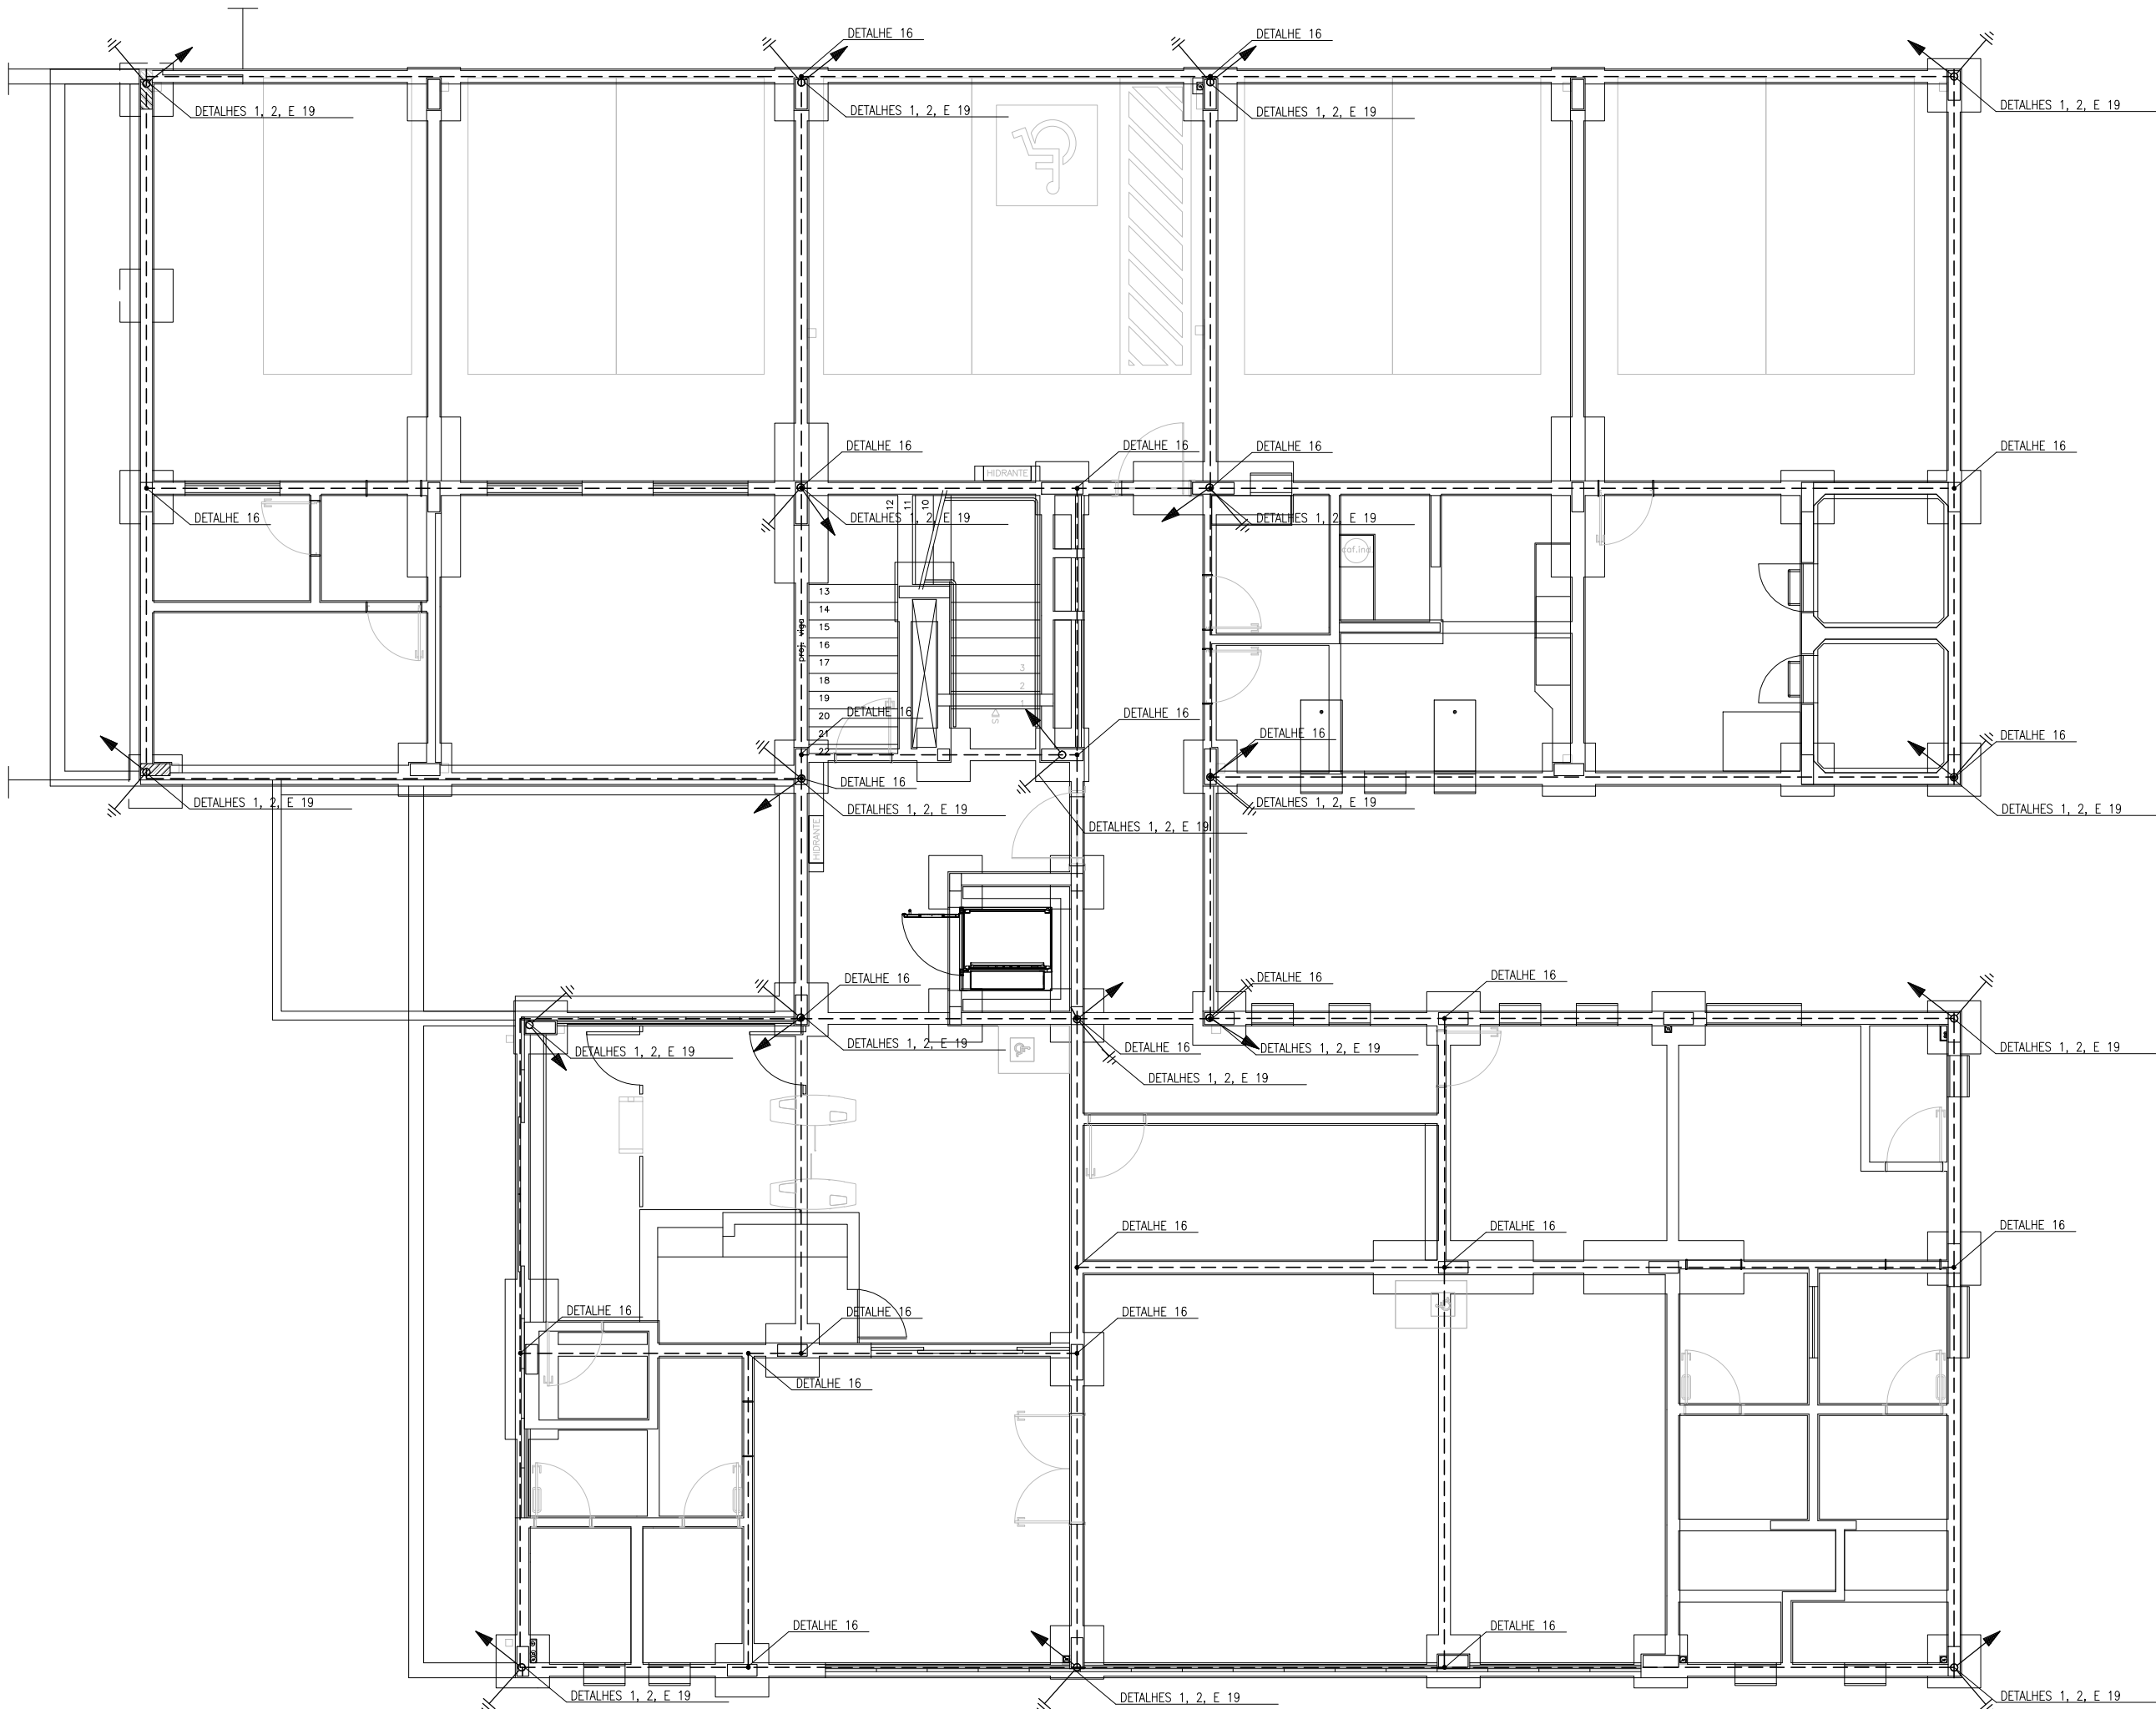 DETALHE 16
DETALHE 16
DETALHES 1, 2, E 19
DETALHES 1, 2, E 19
DETALHES 1, 2, E 19
DETALHES 1, 2, E 19
DETALHE 16
DETALHE 16
DETALHE 16
DETALHE 16
HIDRANTE
DETALHE 16
DETALHES 1, 2, E 19
DETALHES 1, 2, E 19
12
11
10
caf.ind.
13
14
15
proj. viga
16
17
3
18
2
19
1
S
20
21
22
DETALHE 16
DETALHE 16
DETALHE 16
DETALHE 16
DETALHE 16
DETALHES 1, 2, E 19
DETALHES 1, 2, E 19
DETALHES 1, 2, E 19
DETALHES 1, 2, E 19
DETALHES 1, 2, E 19
HIDRANTE
DETALHE 16
DETALHE 16
DETALHE 16
DETALHES 1, 2, E 19
DETALHES 1, 2, E 19
DETALHE 16
DETALHES 1, 2, E 19
DETALHES 1, 2, E 19
DETALHES 1, 2, E 19
DETALHE 16
DETALHE 16
DETALHE 16
DETALHE 16
DETALHE 16
DETALHE 16
DETALHE 16
DETALHE 16
DETALHE 16
DETALHES 1, 2, E 19
DETALHES 1, 2, E 19
DETALHES 1, 2, E 19